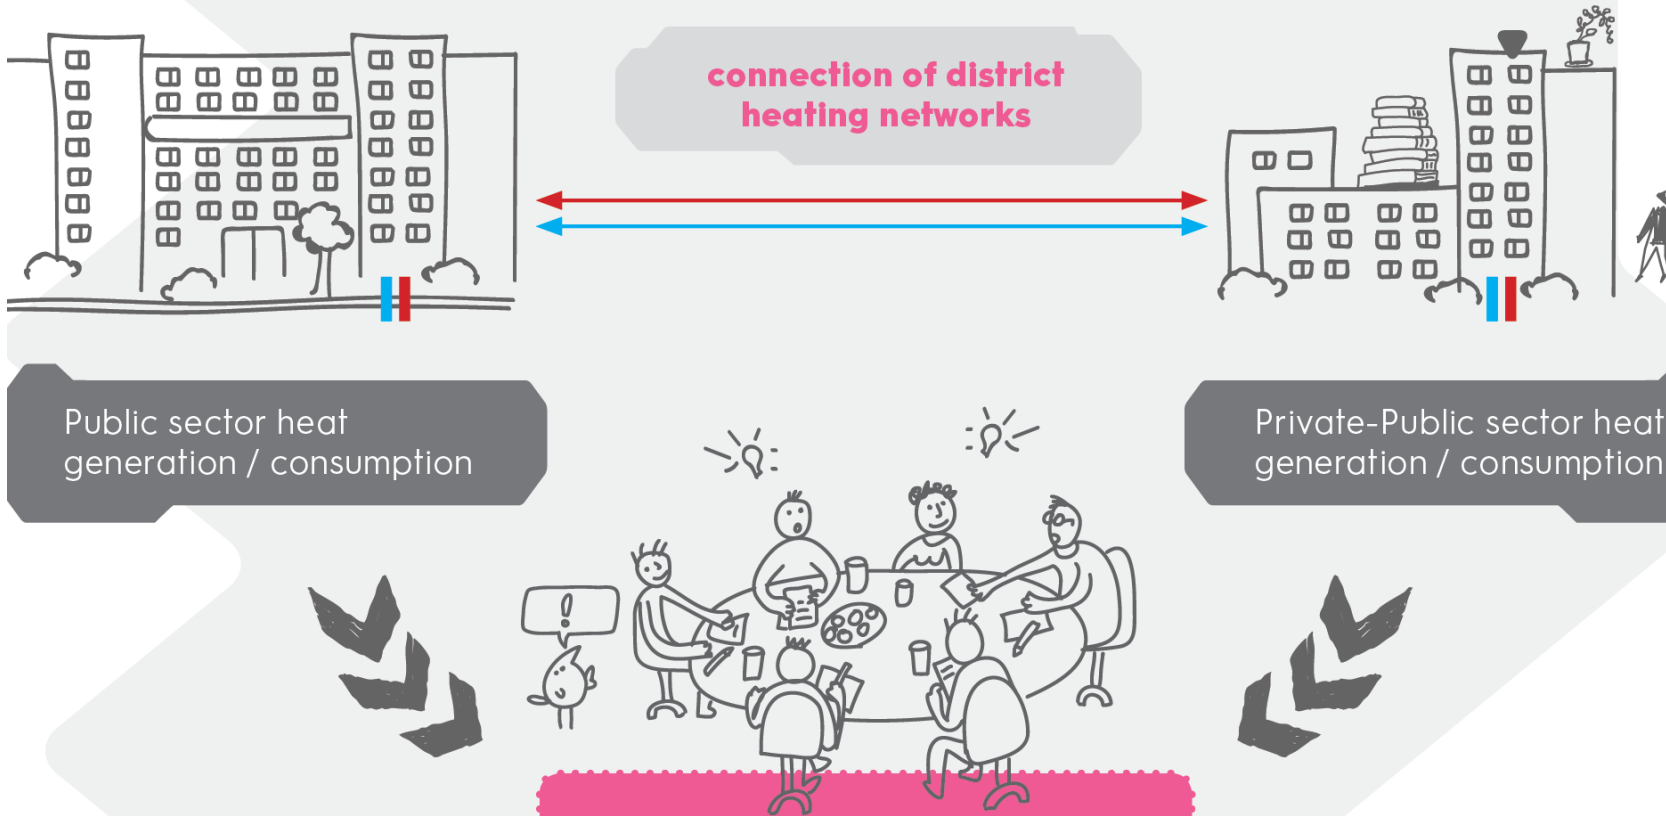 connection of district
heating networks
Public sector heat
generation / consumption
Private-Public sector heat
generation / consumption
!